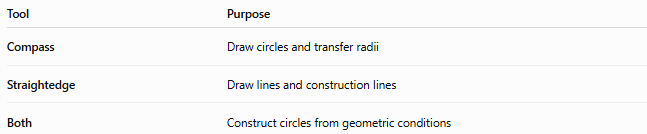 Tool Purpose
Compass Draw circles and transfer radii
Straightedge Draw lines and construction lines
Both Construct circles from geometric conditions